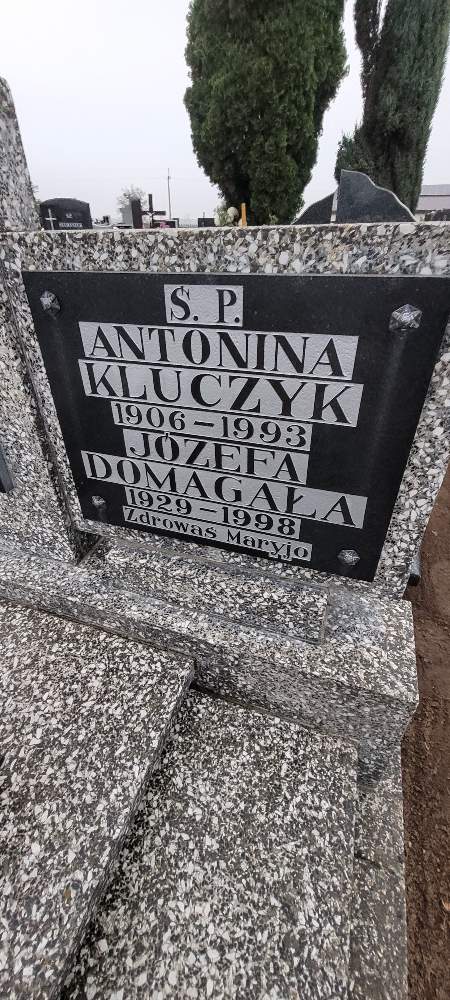 Ś. P.
ANTONINA
KLUCZYK
1906 – 1993
JÓZEFA
DOMAGAŁA
1929 – 1998
Zdrowaś Maryjo